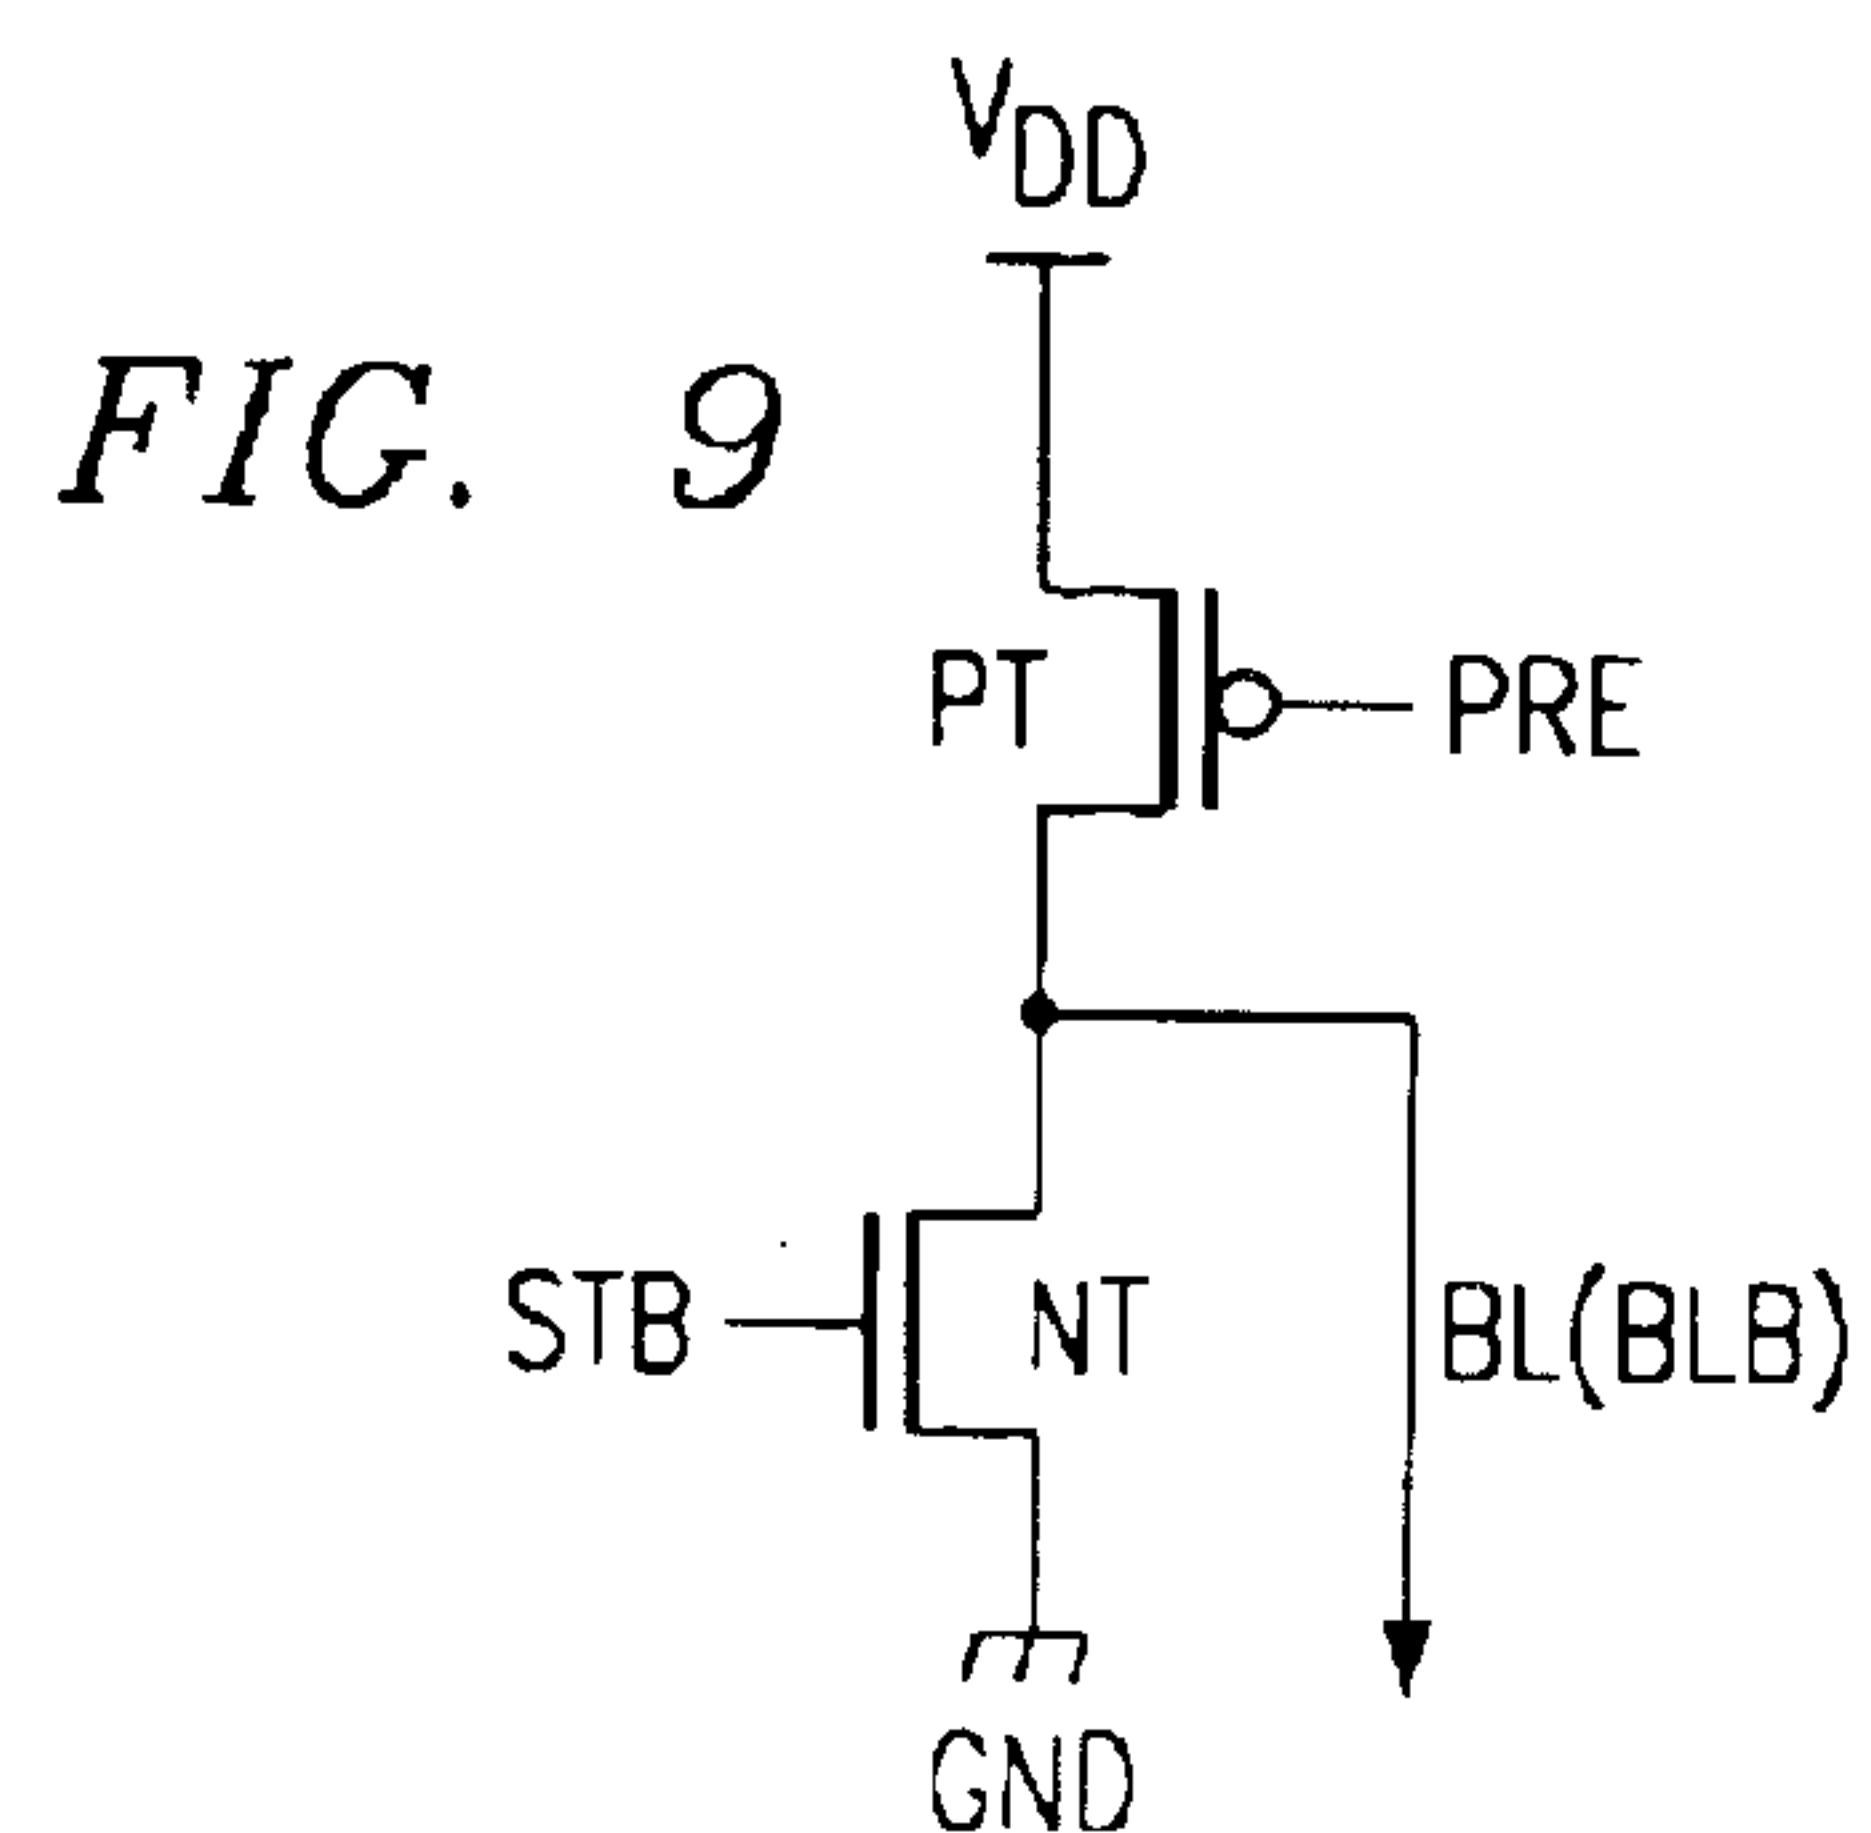 VDD
FIG. 9
PT
PRE
STB
NT
BL(BLB)
GND